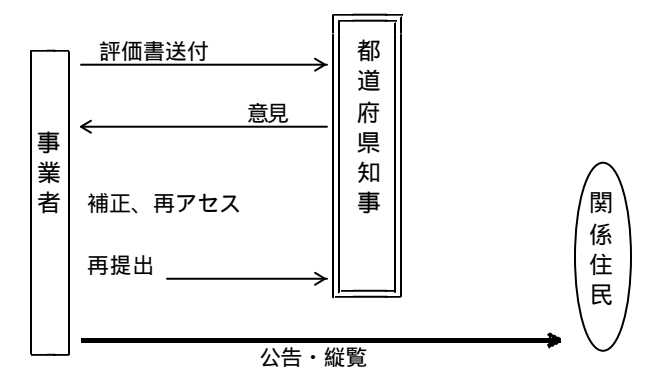 評価書送付
意見
事業者
都道府県知事
補正、再アセス
再提出
関係住民
公告・縦覧